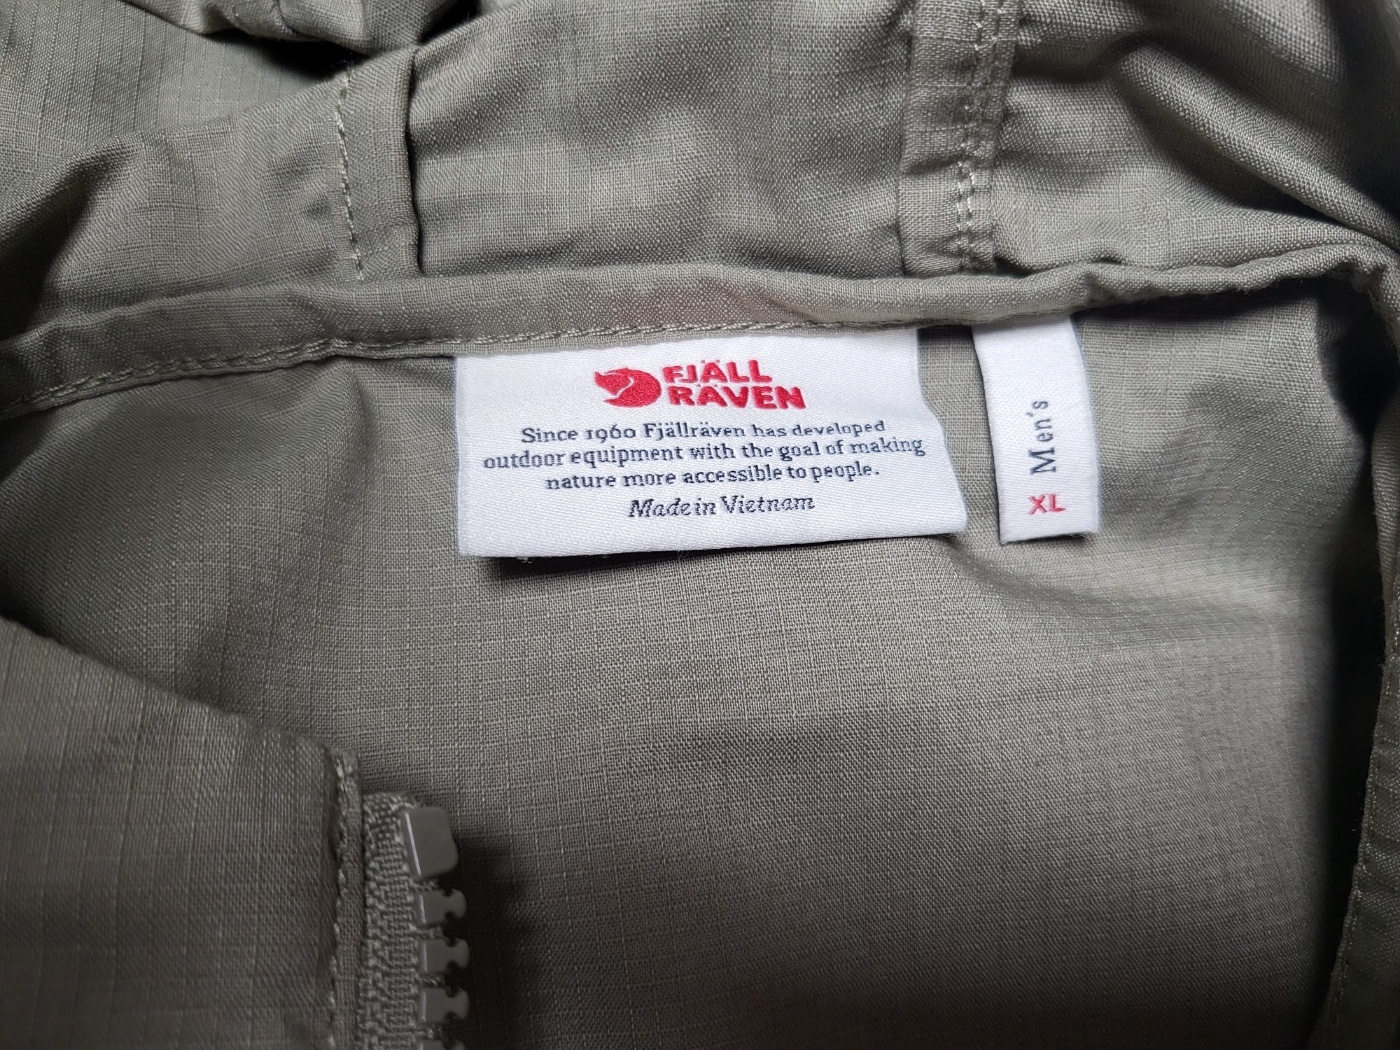 FJÄLL
RÄVEN
Since 1960 Fjällräven has developed
outdoor equipment with the goal of making
nature more accessible to people.
Made in Vietnam
Men's
XL